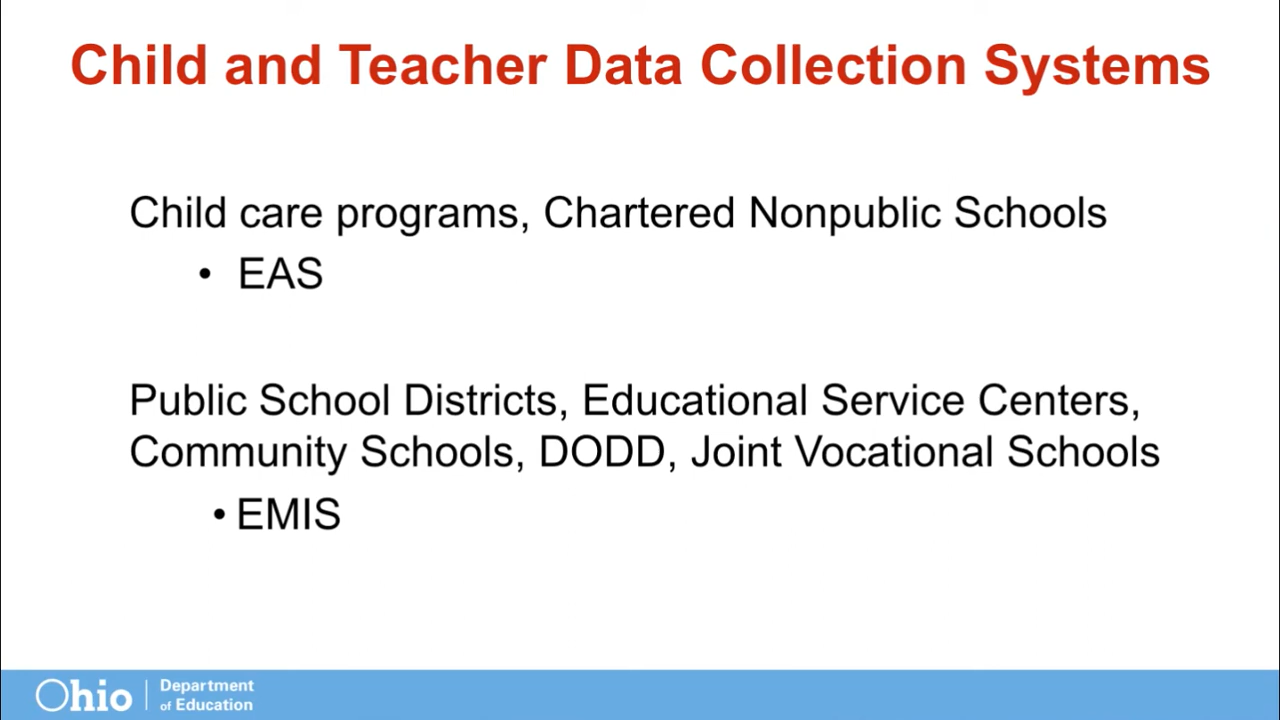 Child and Teacher Data Collection Systems
Child care programs, Chartered Nonpublic Schools
• EAS
Public School Districts, Educational Service Centers,
Community Schools, DODD, Joint Vocational Schools
• EMIS
Ohio
Department
of Education